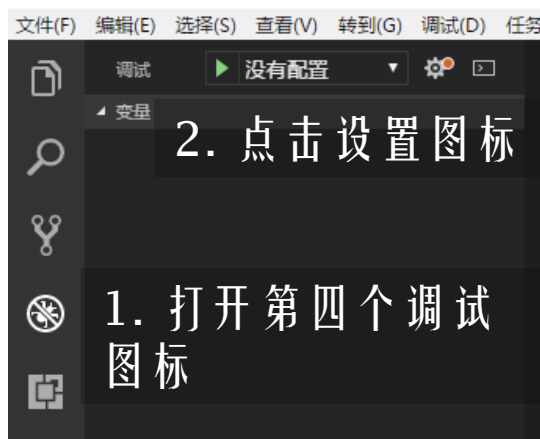 文件(F) 编辑(E) 选择(S) 查看(V) 转到(G) 调试(D) 任务
调试 没有配置
变量
2. 点击设置图标
1. 打开第四个调试
图标